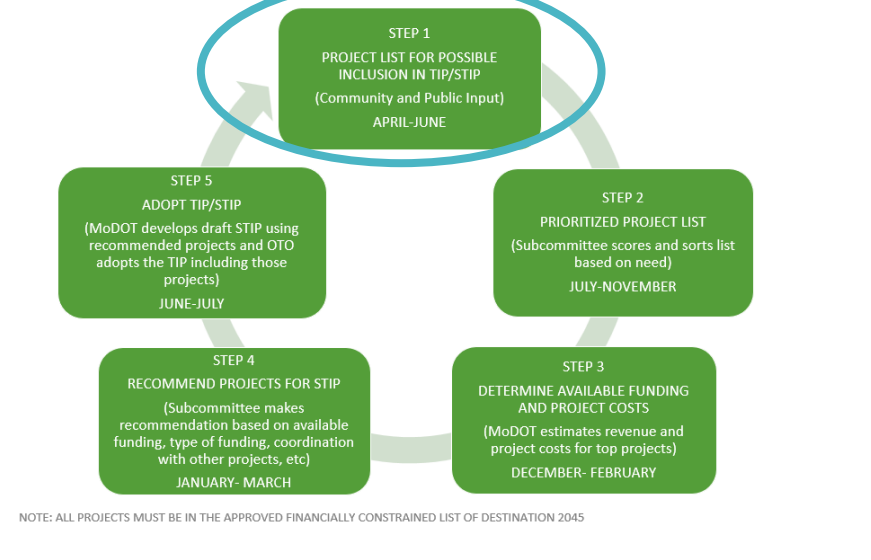 STEP 1
PROJECT LIST FOR POSSIBLE
INCLUSION IN TIP/STIP
(Community and Public Input)
APRIL-JUNE
STEP 2
PRIORITIZED PROJECT LIST
(Subcommittee scores and sorts list
based on need)
JULY-NOVEMBER
STEP 3
DETERMINE AVAILABLE FUNDING
AND PROJECT COSTS
(MoDOT estimates revenue and
project costs for top projects)
DECEMBER- FEBRUARY
STEP 4
RECOMMEND PROJECTS FOR STIP
(Subcommittee makes
recommendation based on available
funding, type of funding, coordination
with other projects, etc)
JANUARY- MARCH
STEP 5
ADOPT TIP/STIP
(MoDOT develops draft STIP using
recommended projects and OTO
adopts the TIP including those
projects)
JUNE-JULY
NOTE: ALL PROJECTS MUST BE IN THE APPROVED FINANCIALLY CONSTRAINED LIST OF DESTINATION 2045